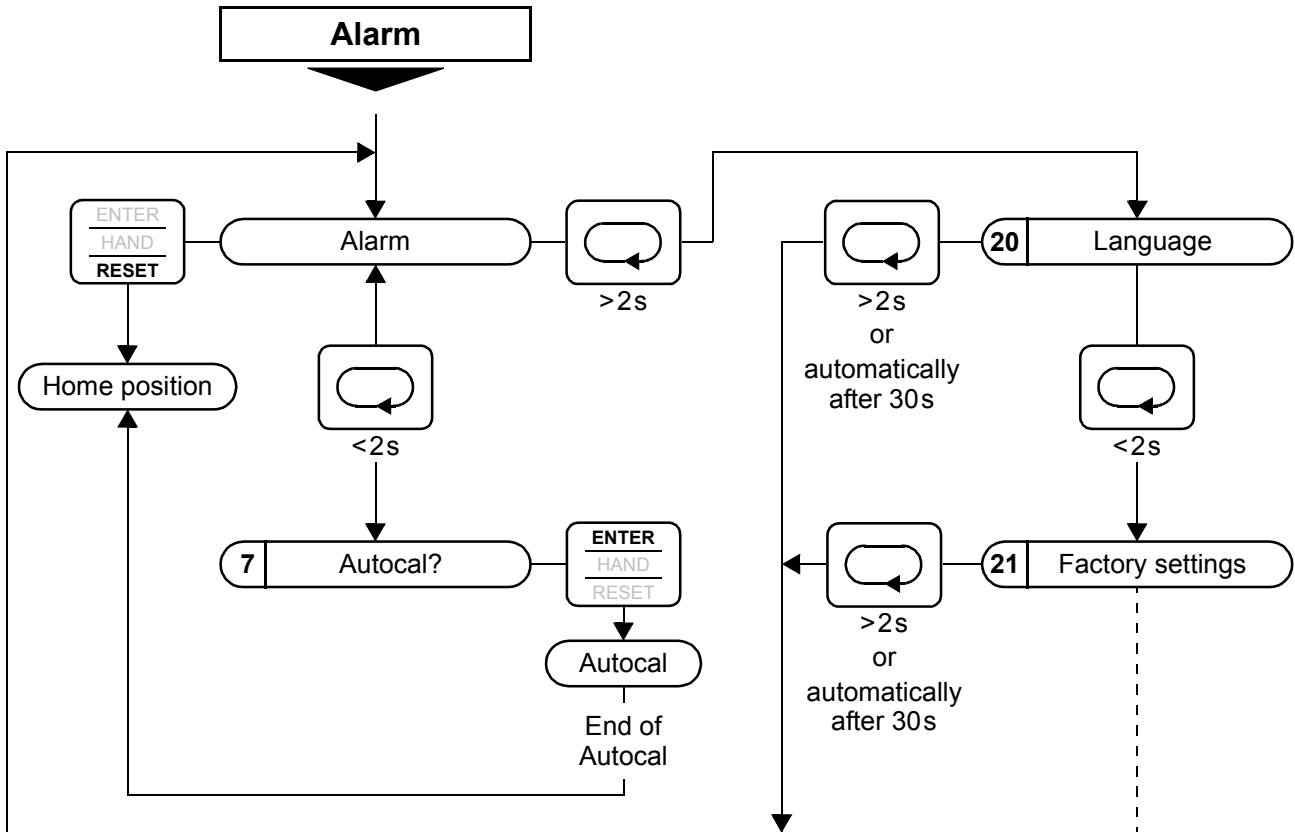 Alarm
ENTER
HAND
RESET
Alarm
>2s
Home position
<2s
7 Autocal?
ENTER
HAND
RESET
Autocal
End of
Autocal
20 Language
>2s
or
automatically
after 30s
<2s
21 Factory settings
>2s
or
automatically
after 30s